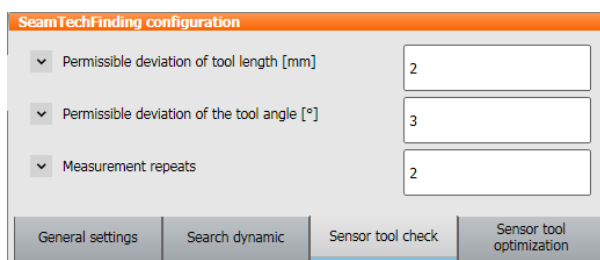 SeamTechFinding configuration
Permissible deviation of tool length [mm]
2
Permissible deviation of the tool angle [°]
3
Measurement repeats
2
General settings
Search dynamic
Sensor tool check
Sensor tool
optimization